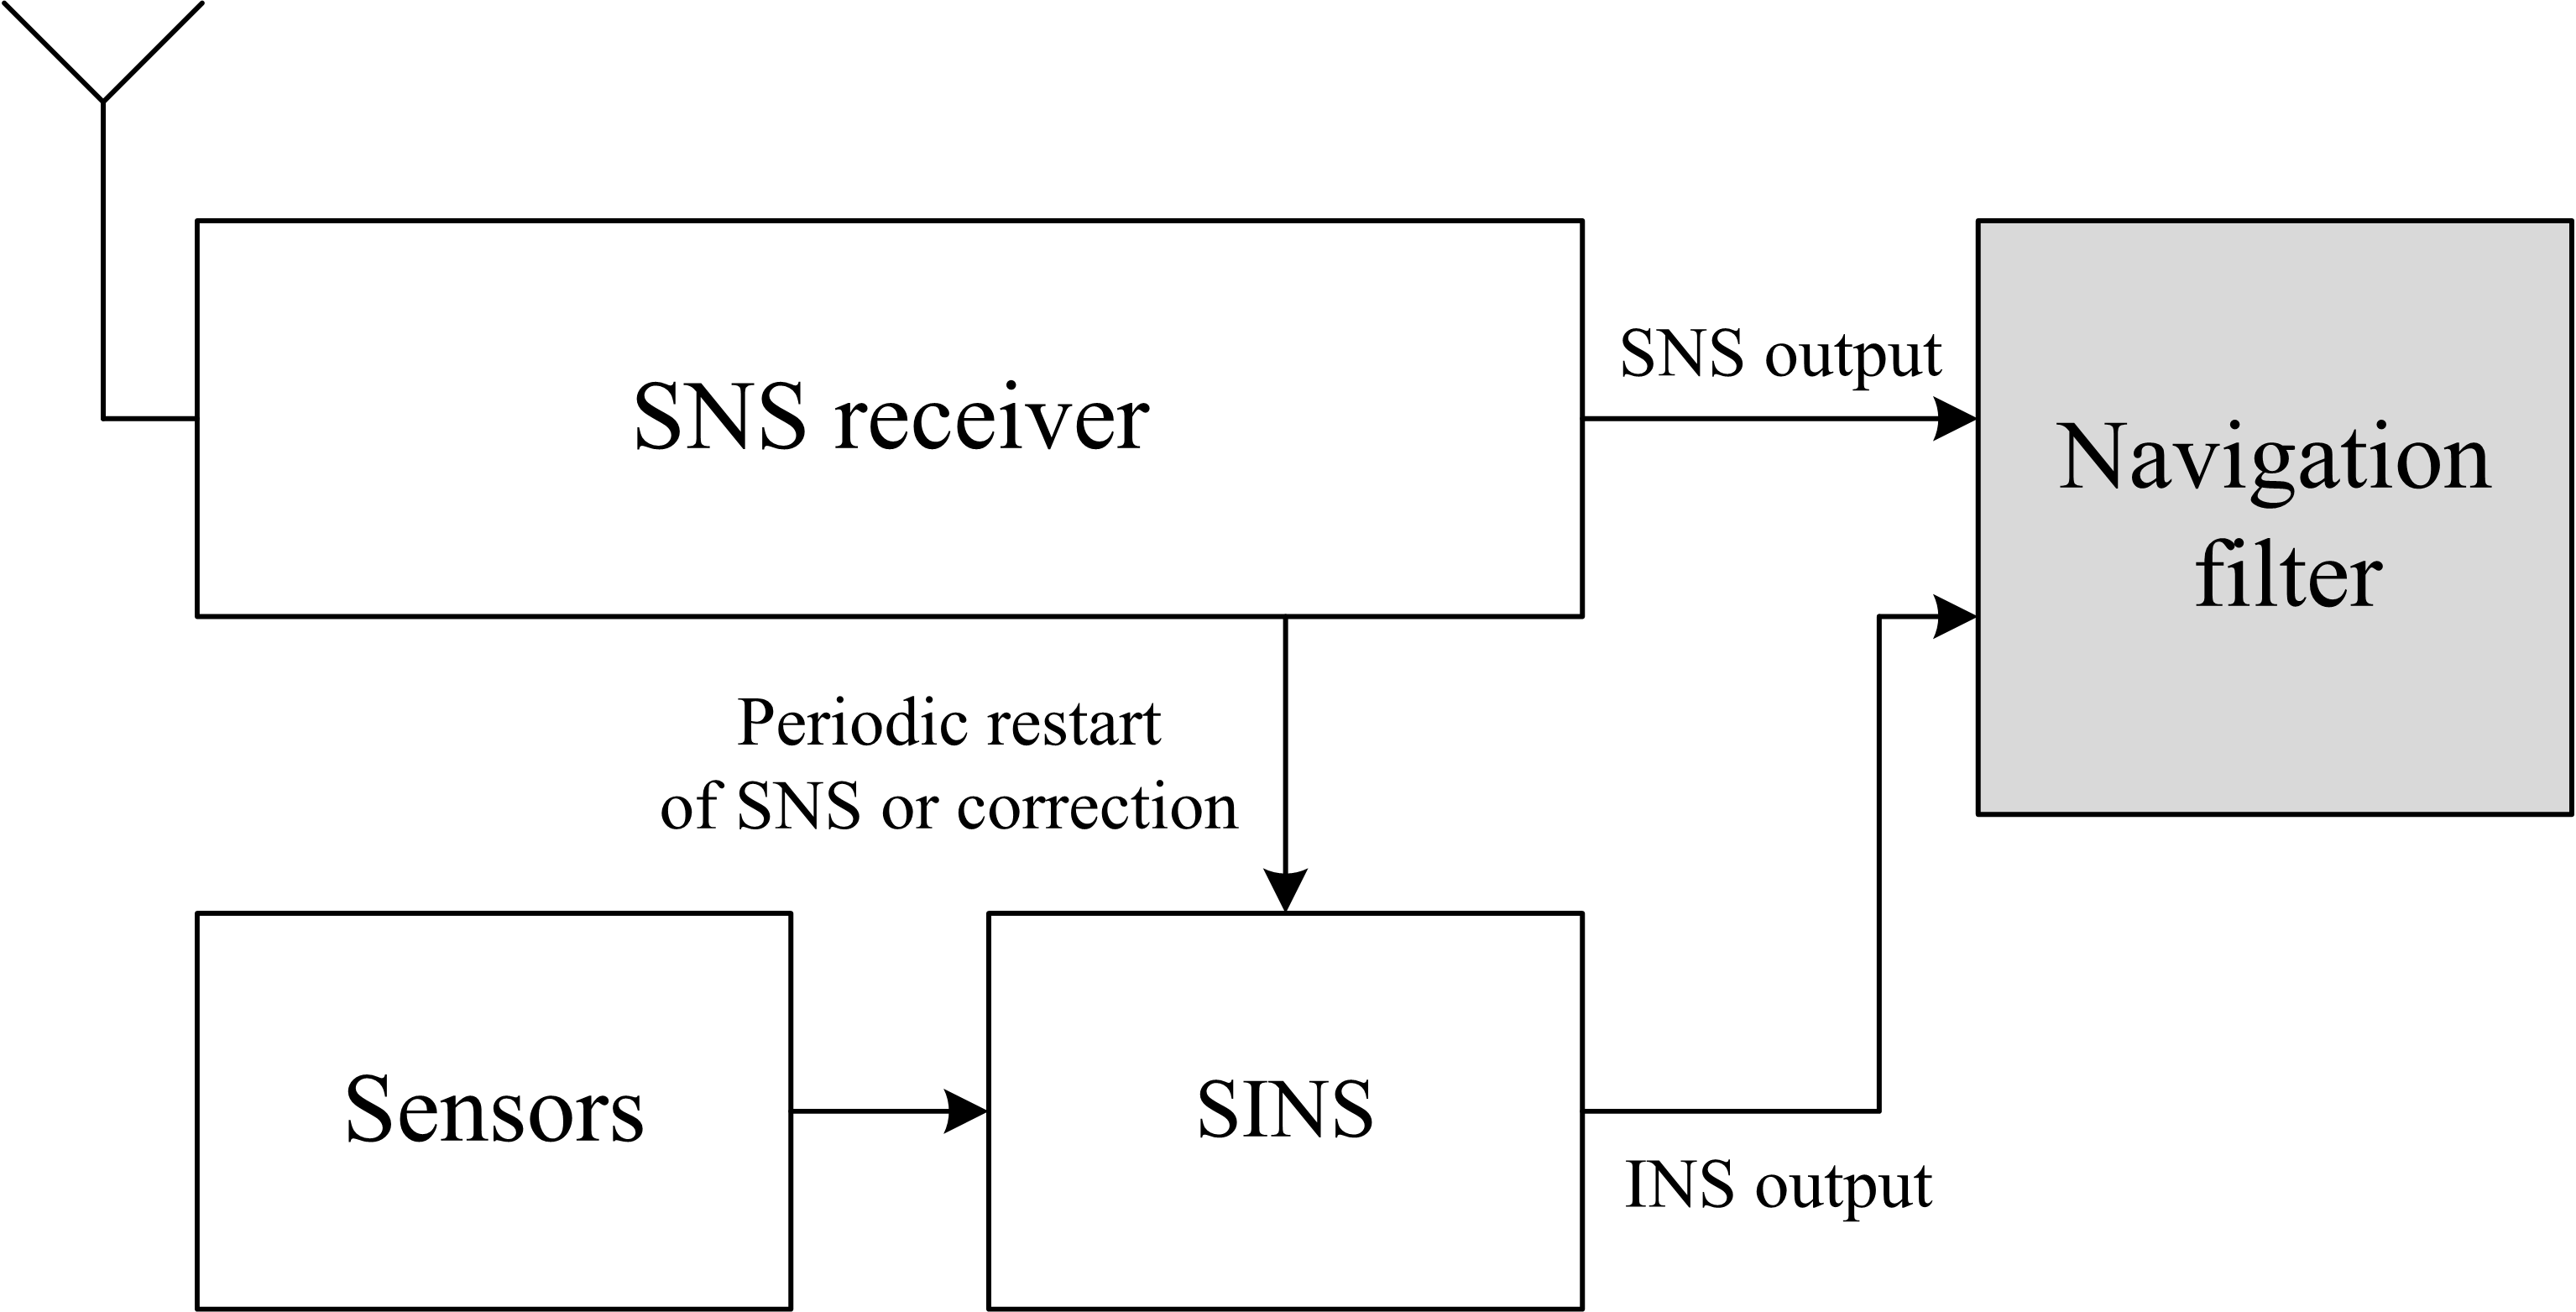 SNS receiver
SNS output
Navigation
filter
Periodic restart
of SNS or correction
Sensors
SINS
INS output